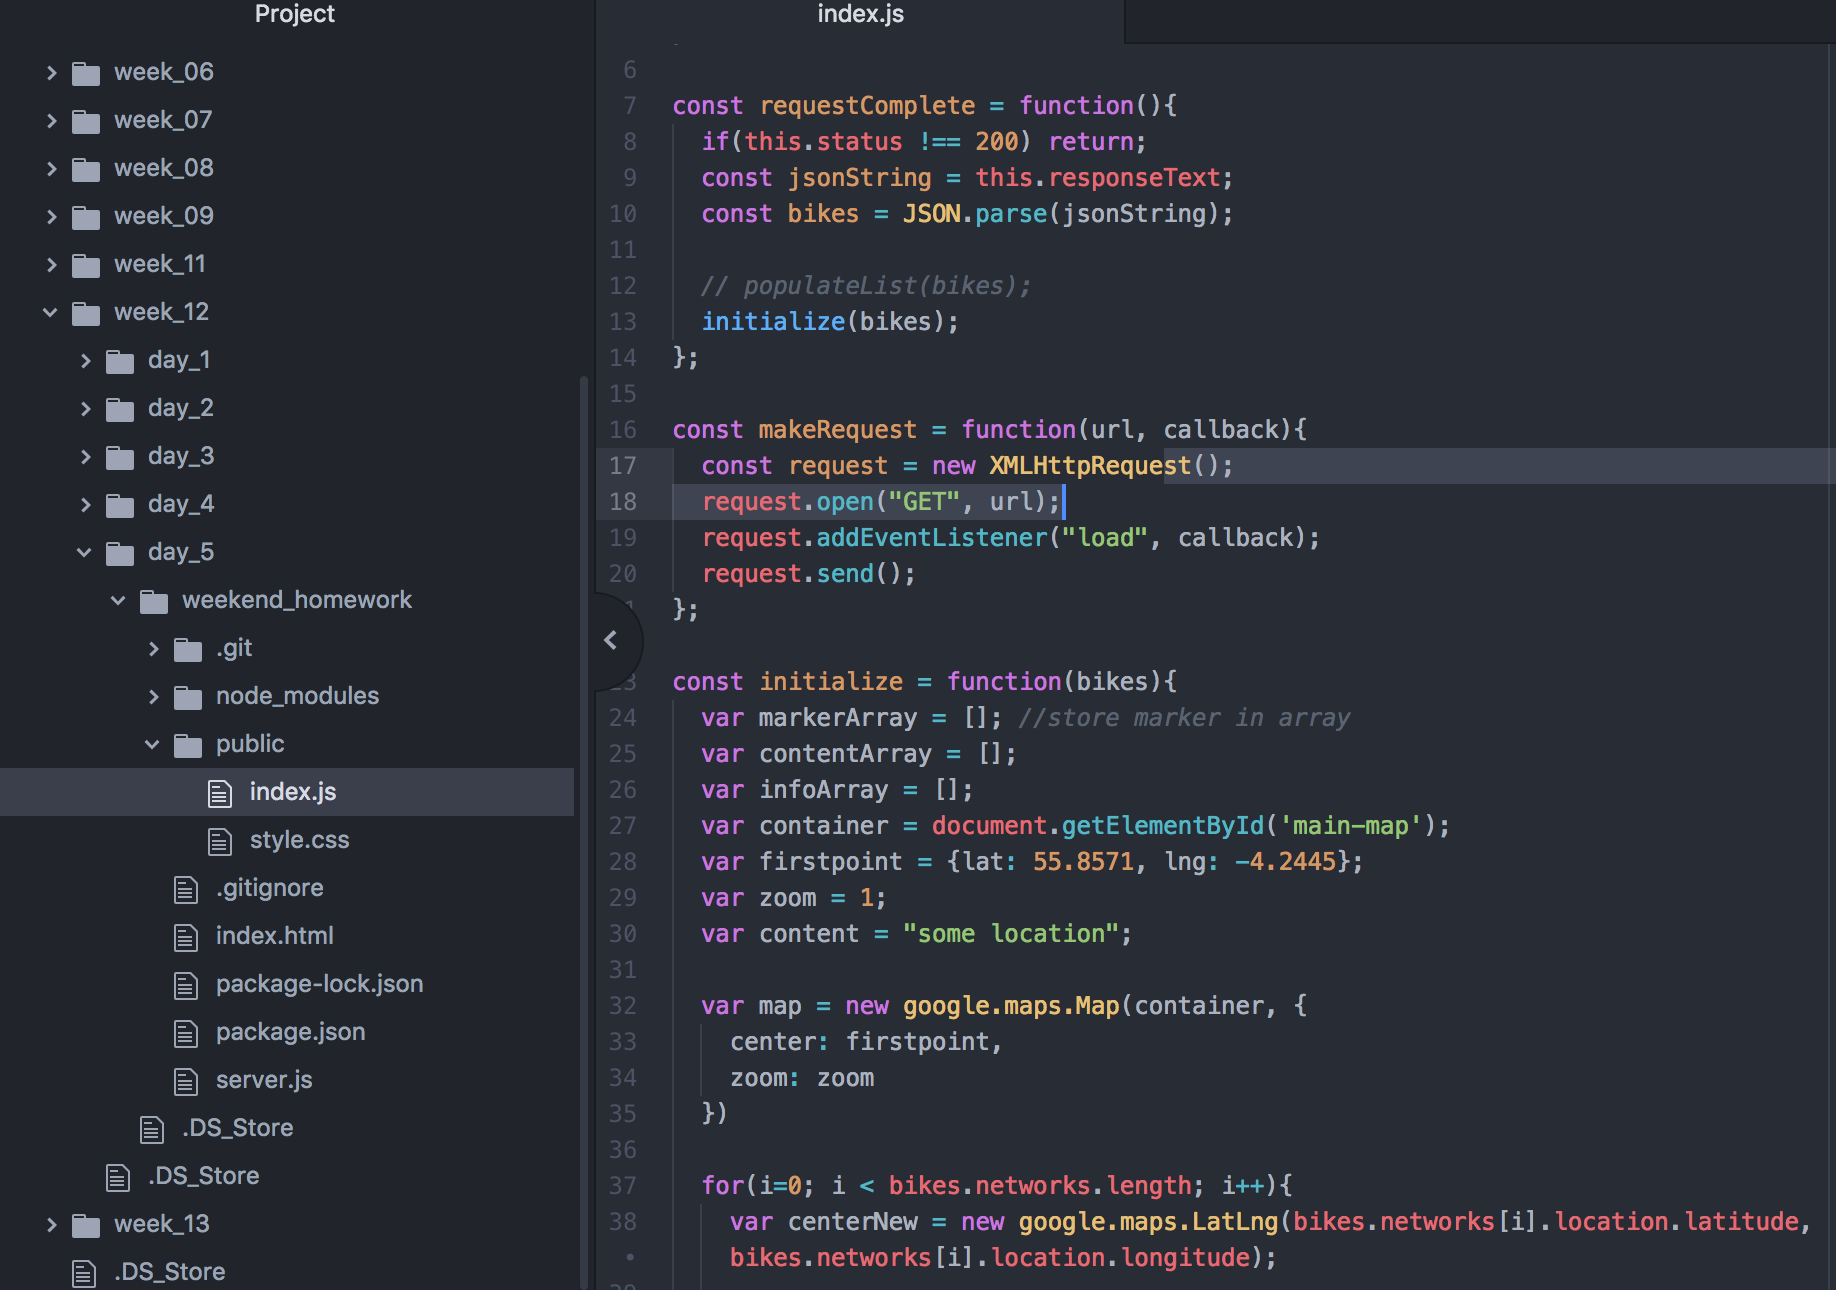 Project
week_06
week_07
week_08
week_09
week_11
week_12
day_1
day_2
day_3
day_4
day_5
weekend_homework
.git
node_modules
public
index.js
style.css
.gitignore
index.html
package-lock.json
package.json
server.js
.DS_Store
.DS_Store
week_13
.DS_Store
index.js
6
7 const requestComplete = function(){
8 if(this.status !== 200) return;
9 const jsonString = this.responseText;
10 const bikes = JSON.parse(jsonString);
11
12 // populateList(bikes);
13 initialize(bikes);
14 };
15
16 const makeRequest = function(url, callback){
17 const request = new XMLHttpRequest();
18 request.open("GET", url);
19 request.addEventListener("load", callback);
20 request.send();
};
const initialize = function(bikes){
24 var markerArray = []; //store marker in array
25 var contentArray = [];
26 var infoArray = [];
27 var container = document.getElementById('main-map');
28 var firstpoint = {lat: 55.8571, lng: -4.2445};
29 var zoom = 1;
30 var content = "some location";
31
32 var map = new google.maps.Map(container, {
33 center: firstpoint,
34 zoom: zoom
35 })
36
37 for(i=0; i < bikes.networks.length; i++){
38 var centerNew = new google.maps.LatLng(bikes.networks[i].location.latitude,
• bikes.networks[i].location.longitude);